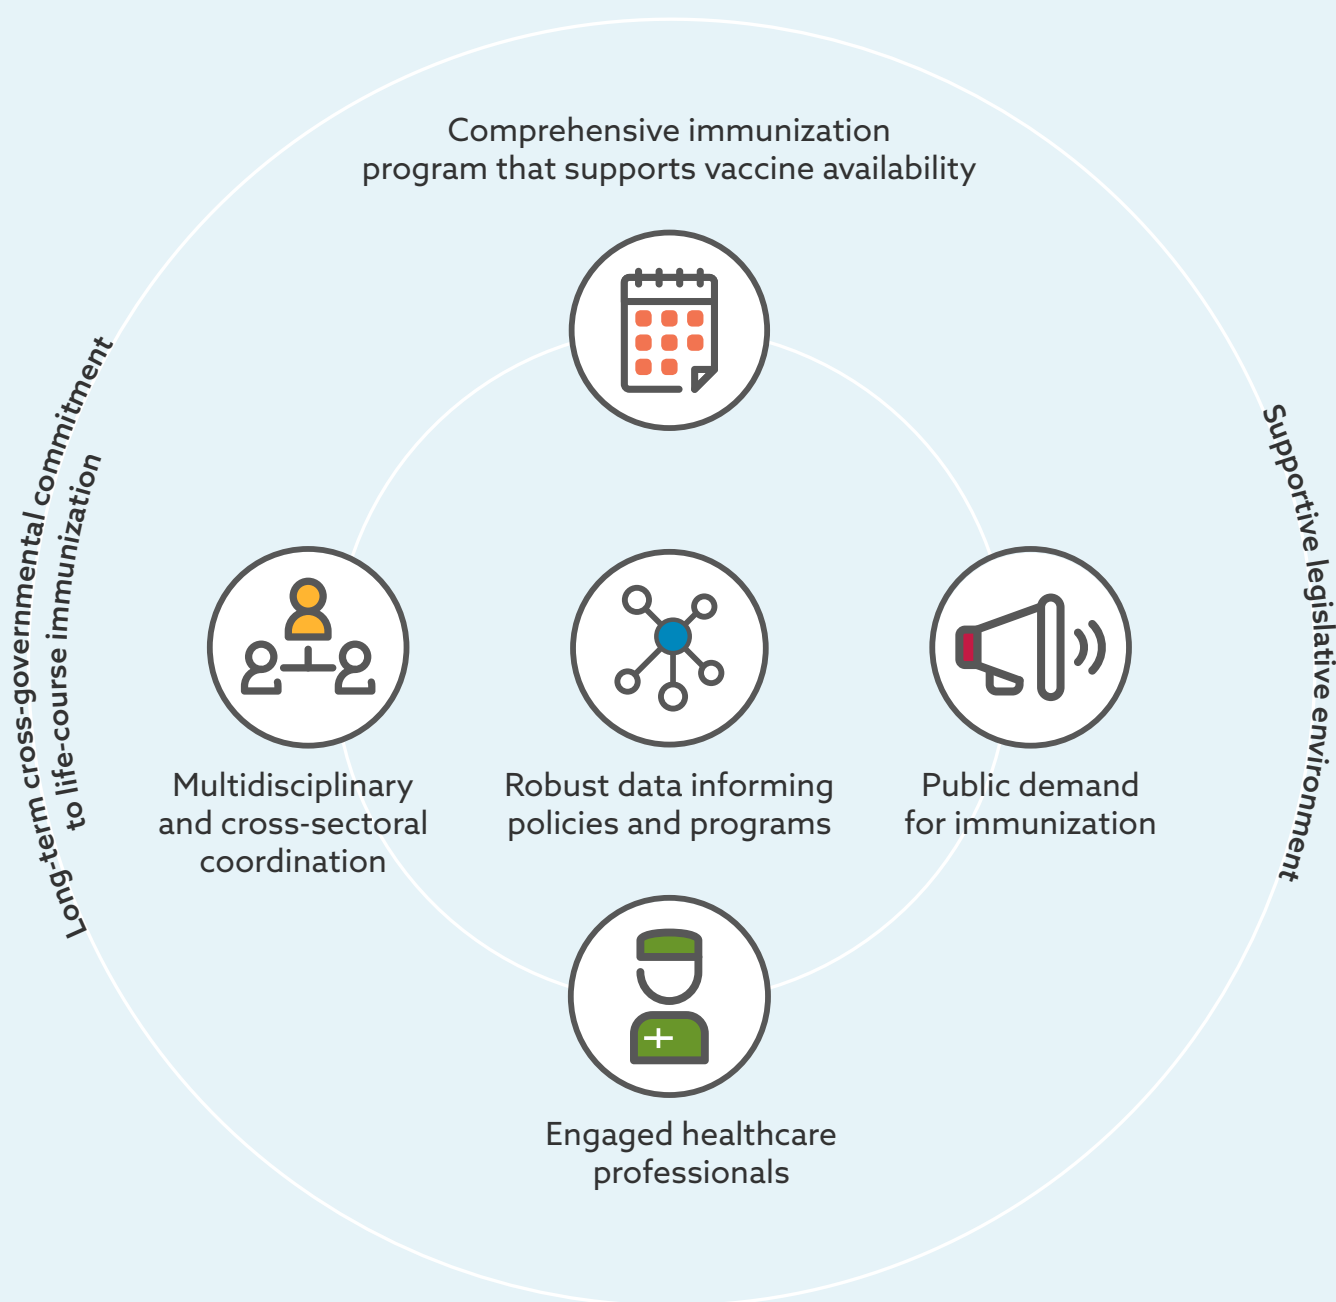 Comprehensive immunization
program that supports vaccine availability
Long-term cross-governmental commitment
to life-course immunization
Supportive legislative environment
Multidisciplinary
and cross-sectoral
coordination
Robust data informing
policies and programs
Public demand
for immunization
Engaged healthcare
professionals